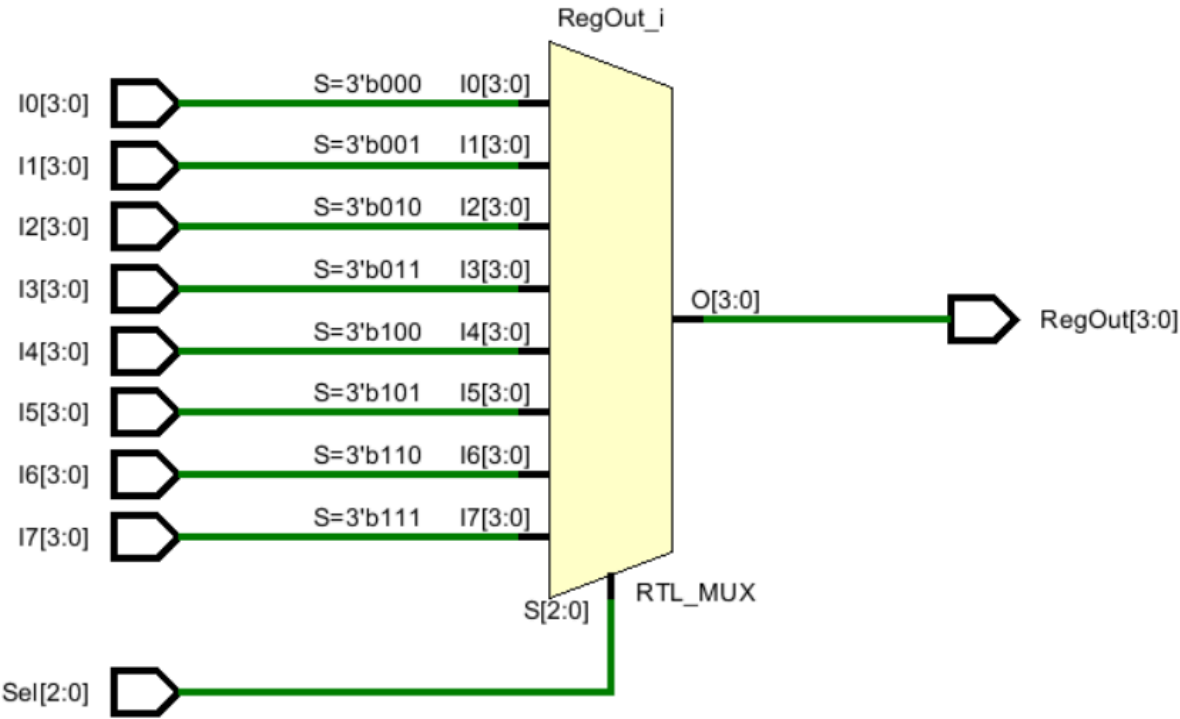 RegOut_i
I0[3:0] S=3'b000 I0[3:0]
I1[3:0] S=3'b001 I1[3:0]
I2[3:0] S=3'b010 I2[3:0]
I3[3:0] S=3'b011 I3[3:0]
O[3:0] RegOut[3:0]
I4[3:0] S=3'b100 I4[3:0]
I5[3:0] S=3'b101 I5[3:0]
I6[3:0] S=3'b110 I6[3:0]
I7[3:0] S=3'b111 I7[3:0]
RTL_MUX
S[2:0]
Sel[2:0]